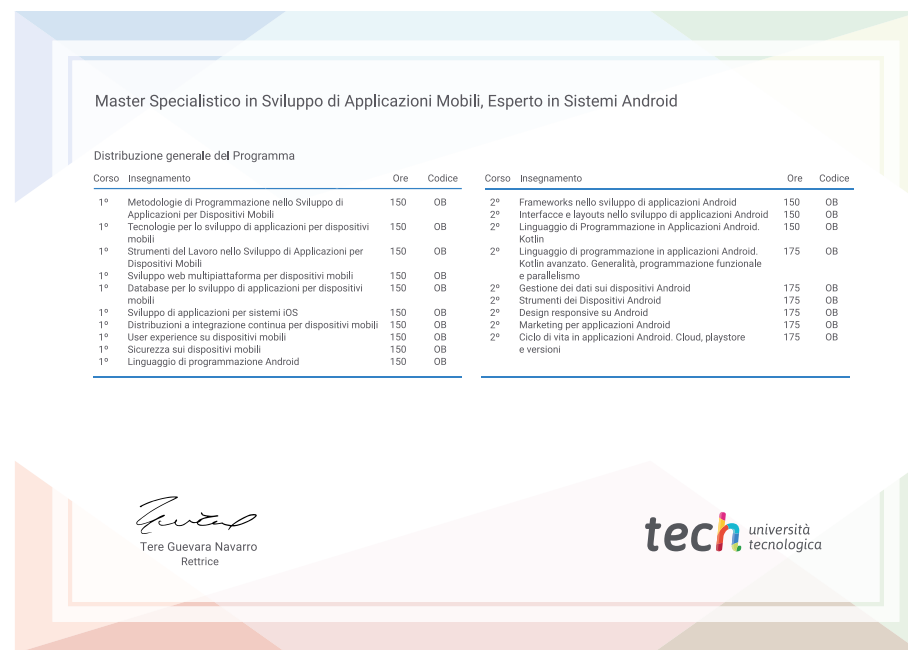 Master Specialistico in Sviluppo di Applicazioni Mobili, Esperto in Sistemi Android
Distribuzione generale del Programma
Corso Insegnamento Ore Codice
1º Metodologie di Programmazione nello Sviluppo di 150 OB
Applicazioni per Dispositivi Mobili
1º Tecnologie per lo sviluppo di applicazioni per dispositivi 150 OB
mobili
1º Strumenti del Lavoro nello Sviluppo di Applicazioni per 150 OB
Dispositivi Mobili
1º Sviluppo web multipiattaforma per dispositivi mobili 150 OB
1º Database per lo sviluppo di applicazioni per dispositivi 150 OB
mobili
1º Sviluppo di applicazioni per sistemi iOS 150 OB
1º Distribuzioni a integrazione continua per dispositivi mobili 150 OB
1º User experience su dispositivi mobili 150 OB
1º Sicurezza sui dispositivi mobili 150 OB
1º Linguaggio di programmazione Android 150 OB
Corso Insegnamento Ore Codice
2º Frameworks nello sviluppo di applicazioni Android 150 OB
2º Interfacce e layouts nello sviluppo di applicazioni Android 150 OB
2º Linguaggio di Programmazione in Applicazioni Android. 150 OB
Kotlin
2º Linguaggio di programmazione in applicazioni Android. 175 OB
Kotlin avanzato. Generalità, programmazione funzionale
e parallelismo
2º Gestione dei dati sui dispositivi Android 175 OB
2º Strumenti dei Dispositivi Android 175 OB
2º Design responsive su Android 175 OB
2º Marketing per applicazioni Android 175 OB
2º Ciclo di vita in applicazioni Android. Cloud, playstore 175 OB
e versioni
Tere Guevara Navarro
Rettrice
tech università
tecnologica